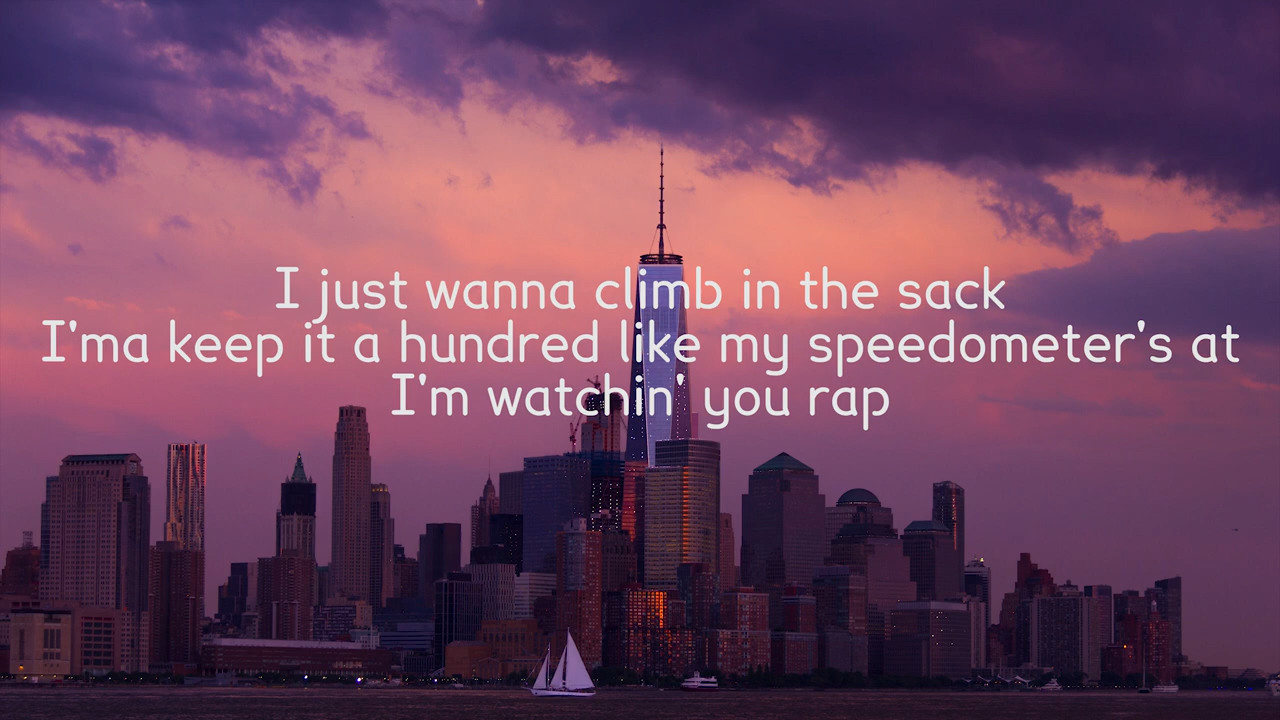 I just wanna climb in the sack
I'ma keep it a hundred like my speedometer's at
I'm watchin' you rap